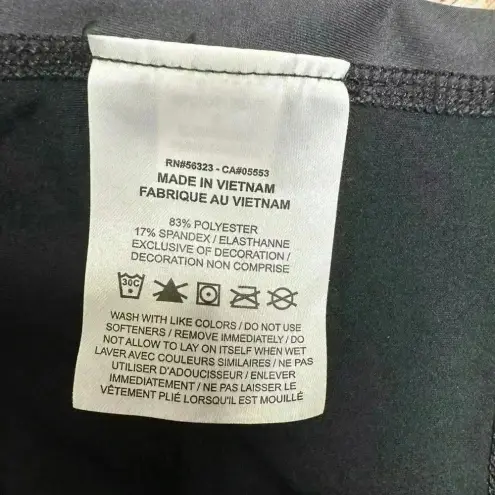 RN#56323 - CA#05553
MADE IN VIETNAM
FABRIQUE AU VIETNAM
83% POLYESTER
17% SPANDEX / ELASTHANNE
EXCLUSIVE OF DECORATION /
DECORATION NON COMPRISE
30C
WASH WITH LIKE COLORS / DO NOT USE
SOFTENERS / REMOVE IMMEDIATELY / DO
NOT ALLOW TO LAY ON ITSELF WHEN WET
LAVER AVEC COULEURS SIMILAIRES / NE PAS
UTILISER D'ADOUCISSEUR / ENLEVER
IMMEDIATEMENT / NE PAS LAISSER LE
VÊTEMENT PLIÉ LORSQU'IL EST MOUILLÉ